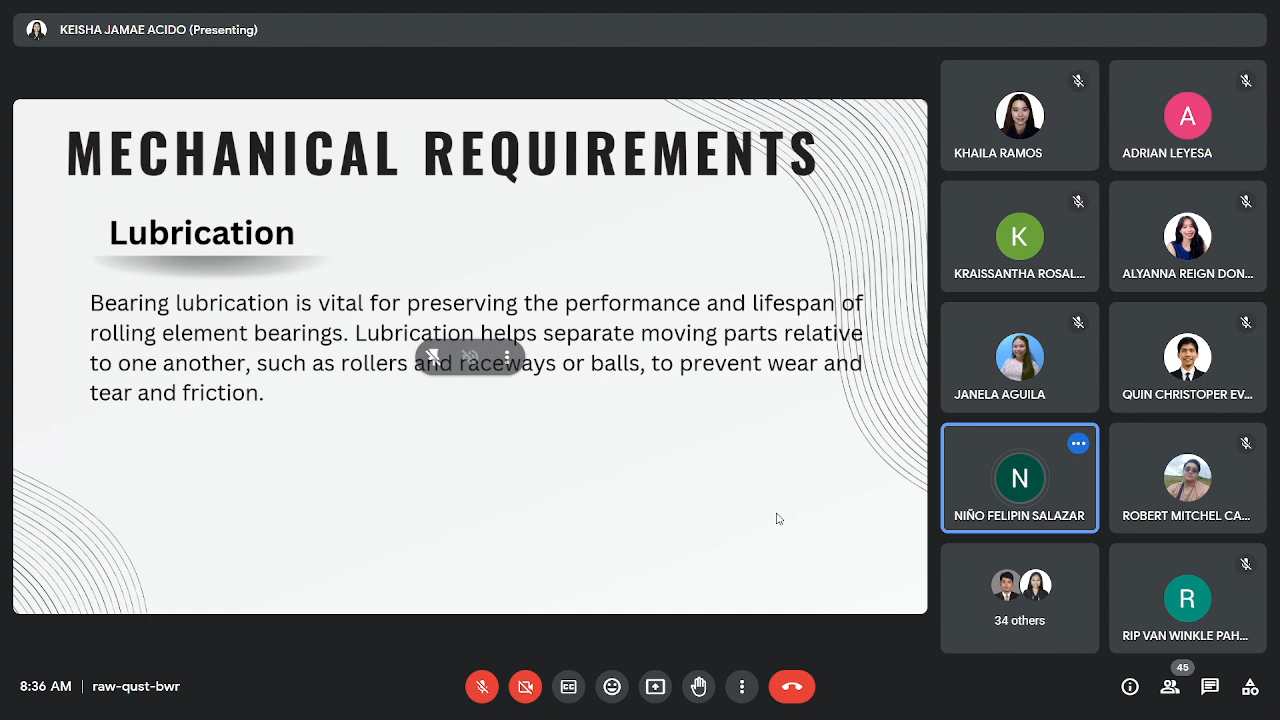 KEISHA JAMAE ACIDO (Presenting)
MECHANICAL REQUIREMENTS
Lubrication
Bearing lubrication is vital for preserving the performance and lifespan of
rolling element bearings. Lubrication helps separate moving parts relative
to one another, such as rollers and raceways or balls, to prevent wear and
tear and friction.
KHAILA RAMOS
A
ADRIAN LEYESA
K
KRAISSANTHA ROSAL...
ALYANNA REIGN DON...
JANELA AGUILA
QUIN CHRISTOPER EV...
N
NIÑO FELIPIN SALAZAR
ROBERT MITCHEL CA...
34 others
R
RIP VAN WINKLE PAH...
8:36 AM | raw-qust-bwr
CC
45